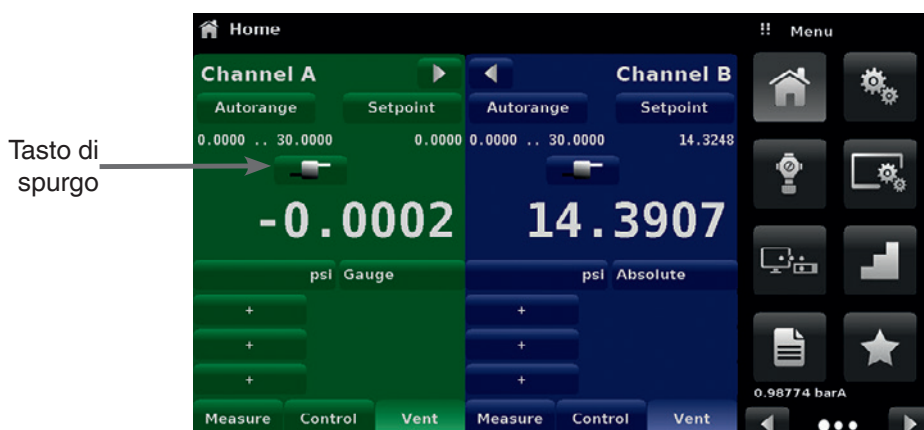 Home
!! Menu
Channel A
Channel B
Autorange Setpoint
Autorange Setpoint
0.0000 .. 30.0000 0.0000
0.0000 .. 30.0000 14.3248
Tasto di
spurgo
-0.0002
14.3907
psi Gauge
psi Absolute
+
+
+
+
+
+
0.98774 barA
Measure Control Vent
Measure Control Vent